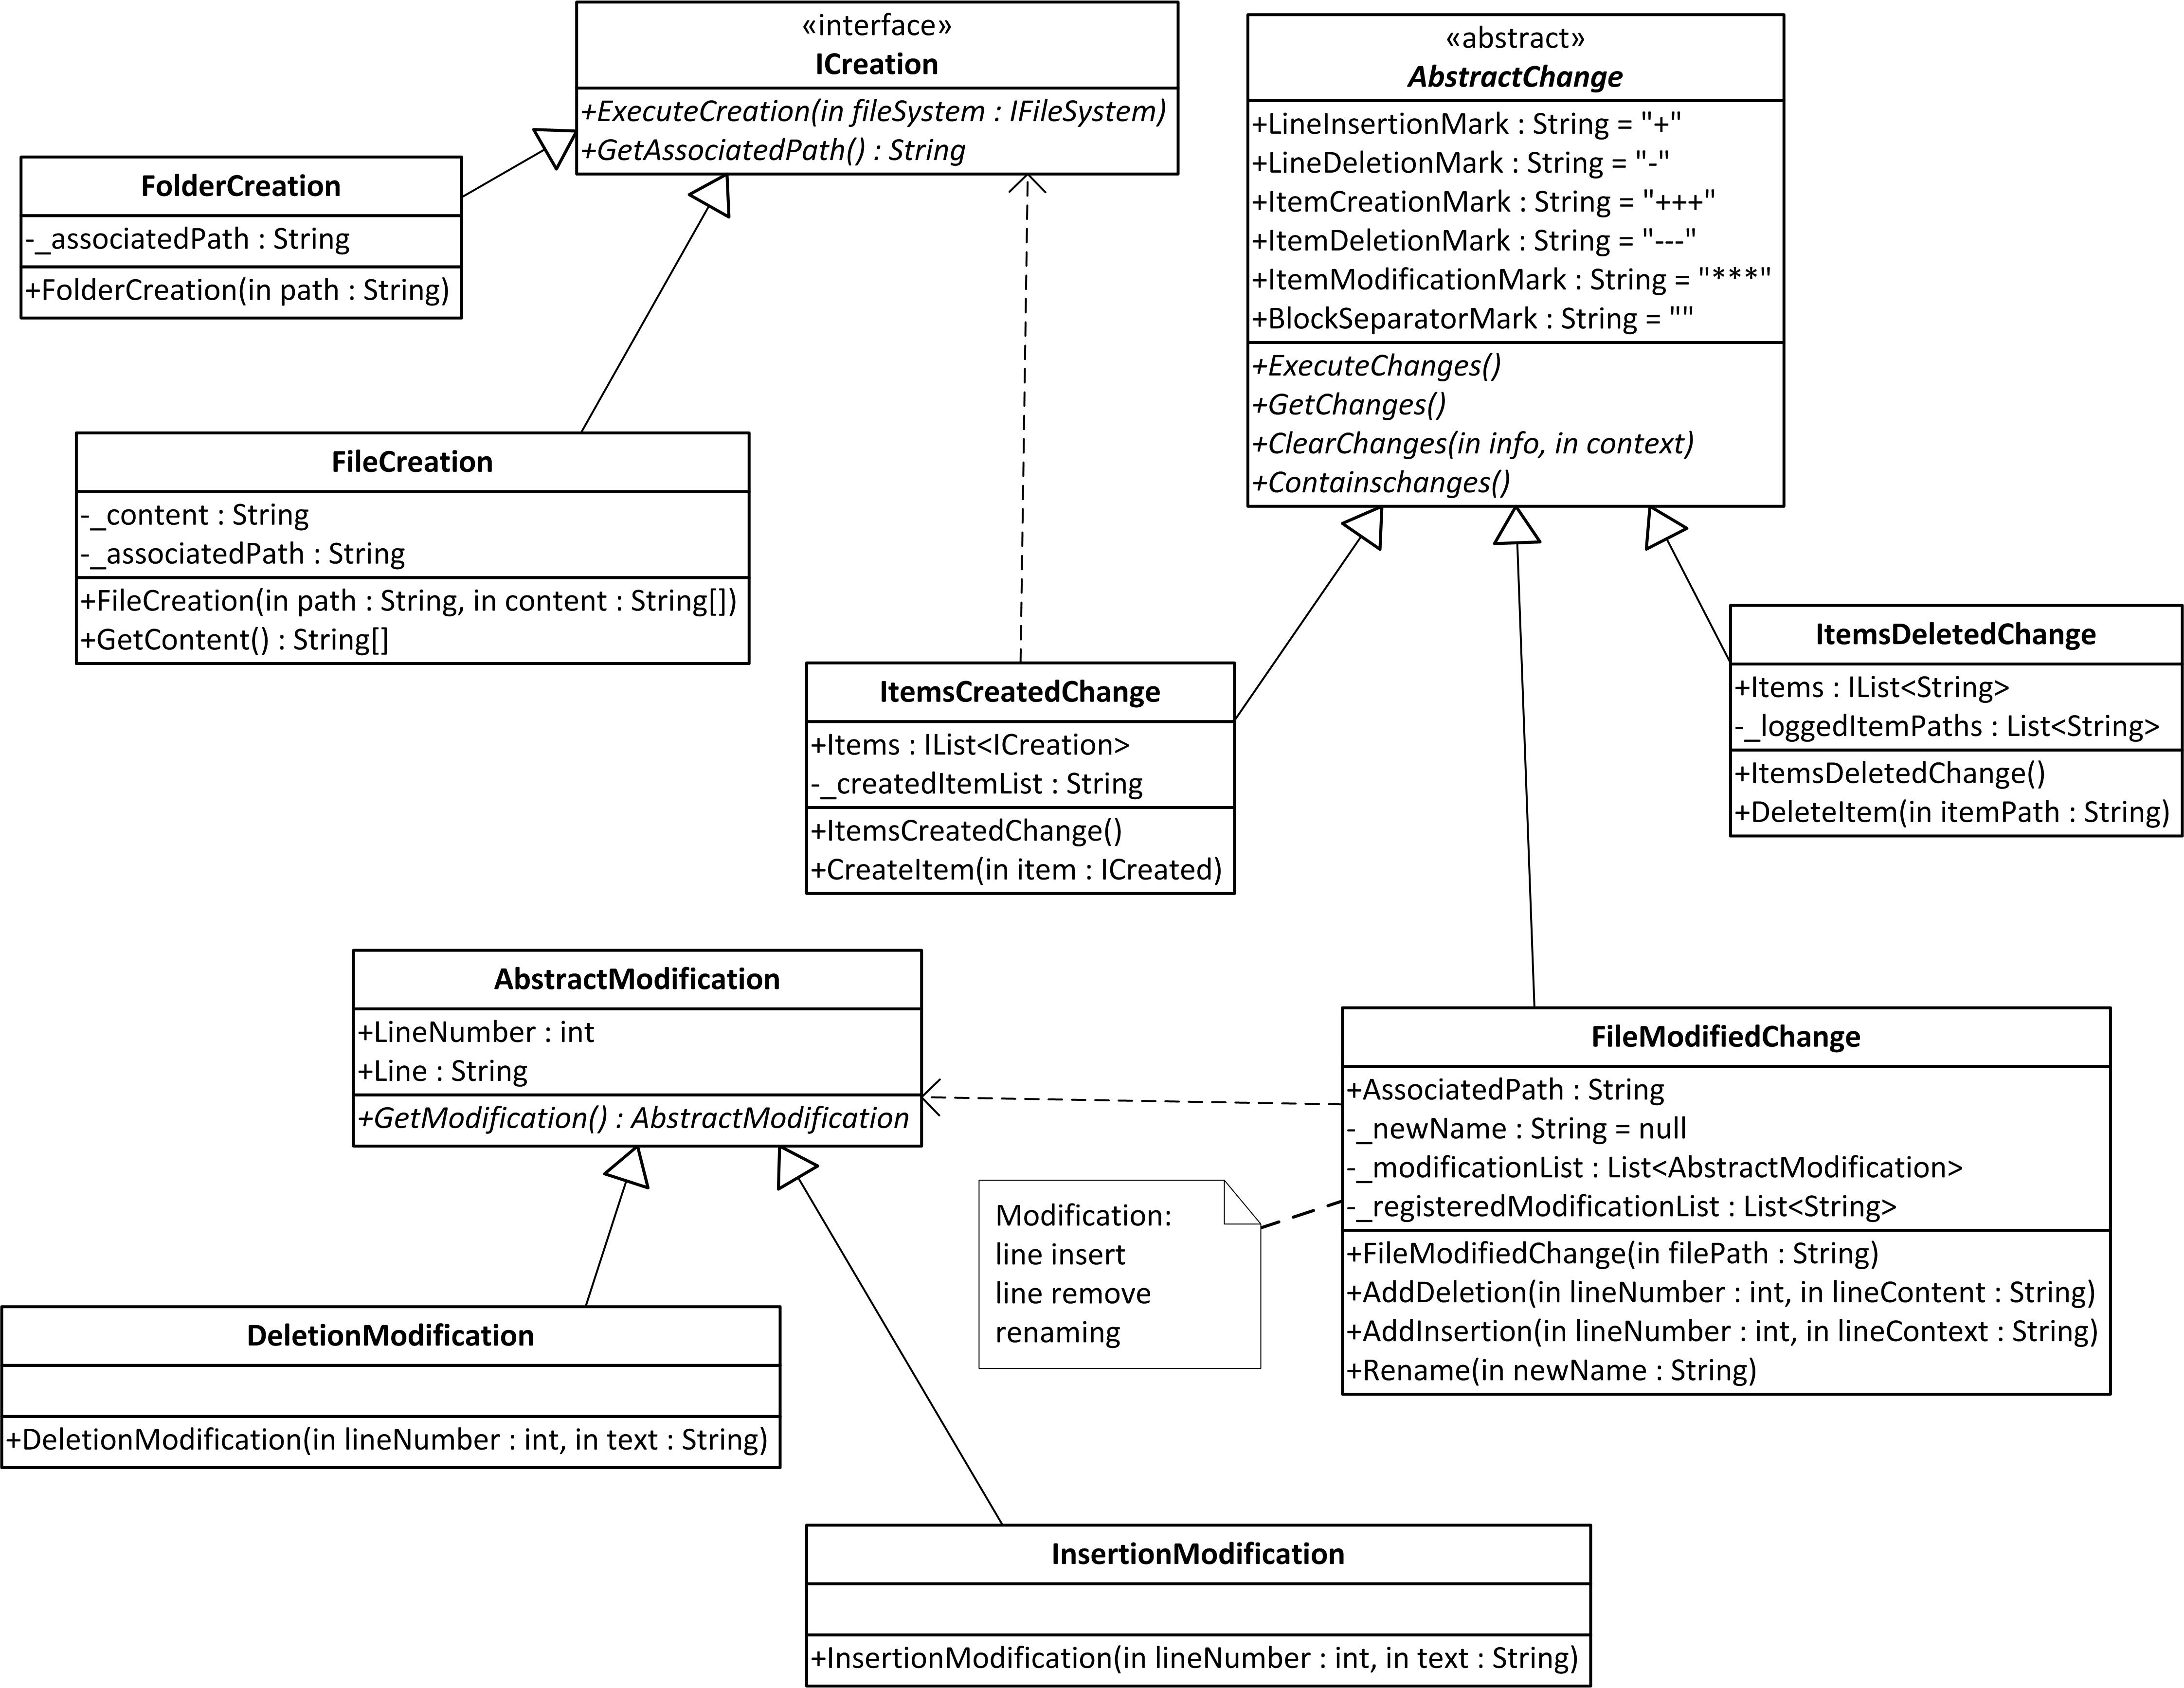 «interface»
ICreation
+ExecuteCreation(in fileSystem : IFileSystem)
+GetAssociatedPath() : String
«abstract»
AbstractChange
+LineInsertionMark : String = "+"
+LineDeletionMark : String = "-"
+ItemCreationMark : String = "+++"
+ItemDeletionMark : String = "---"
+ItemModificationMark : String = "***"
+BlockSeparatorMark : String = ""
+ExecuteChanges()
+GetChanges()
+ClearChanges(in info, in context)
+Containschanges()
FolderCreation
-_associatedPath : String
+FolderCreation(in path : String)
FileCreation
-_content : String
-_associatedPath : String
+FileCreation(in path : String, in content : String[])
+GetContent() : String[]
ItemsCreatedChange
+Items : IList<ICreation>
-_createdItemList : String
+ItemsCreatedChange()
+CreateItem(in item : ICreated)
ItemsDeletedChange
+Items : IList<String>
-_loggedItemPaths : List<String>
+ItemsDeletedChange()
+DeleteItem(in itemPath : String)
AbstractModification
+LineNumber : int
+Line : String
+GetModification() : AbstractModification
FileModifiedChange
+AssociatedPath : String
-_newName : String = null
-_modificationList : List<AbstractModification>
-_registeredModificationList : List<String>
+FileModifiedChange(in filePath : String)
+AddDeletion(in lineNumber : int, in lineContent : String)
+AddInsertion(in lineNumber : int, in lineContext : String)
+Rename(in newName : String)
Modification:
line insert
line remove
renaming
DeletionModification
+DeletionModification(in lineNumber : int, in text : String)
InsertionModification
+InsertionModification(in lineNumber : int, in text : String)